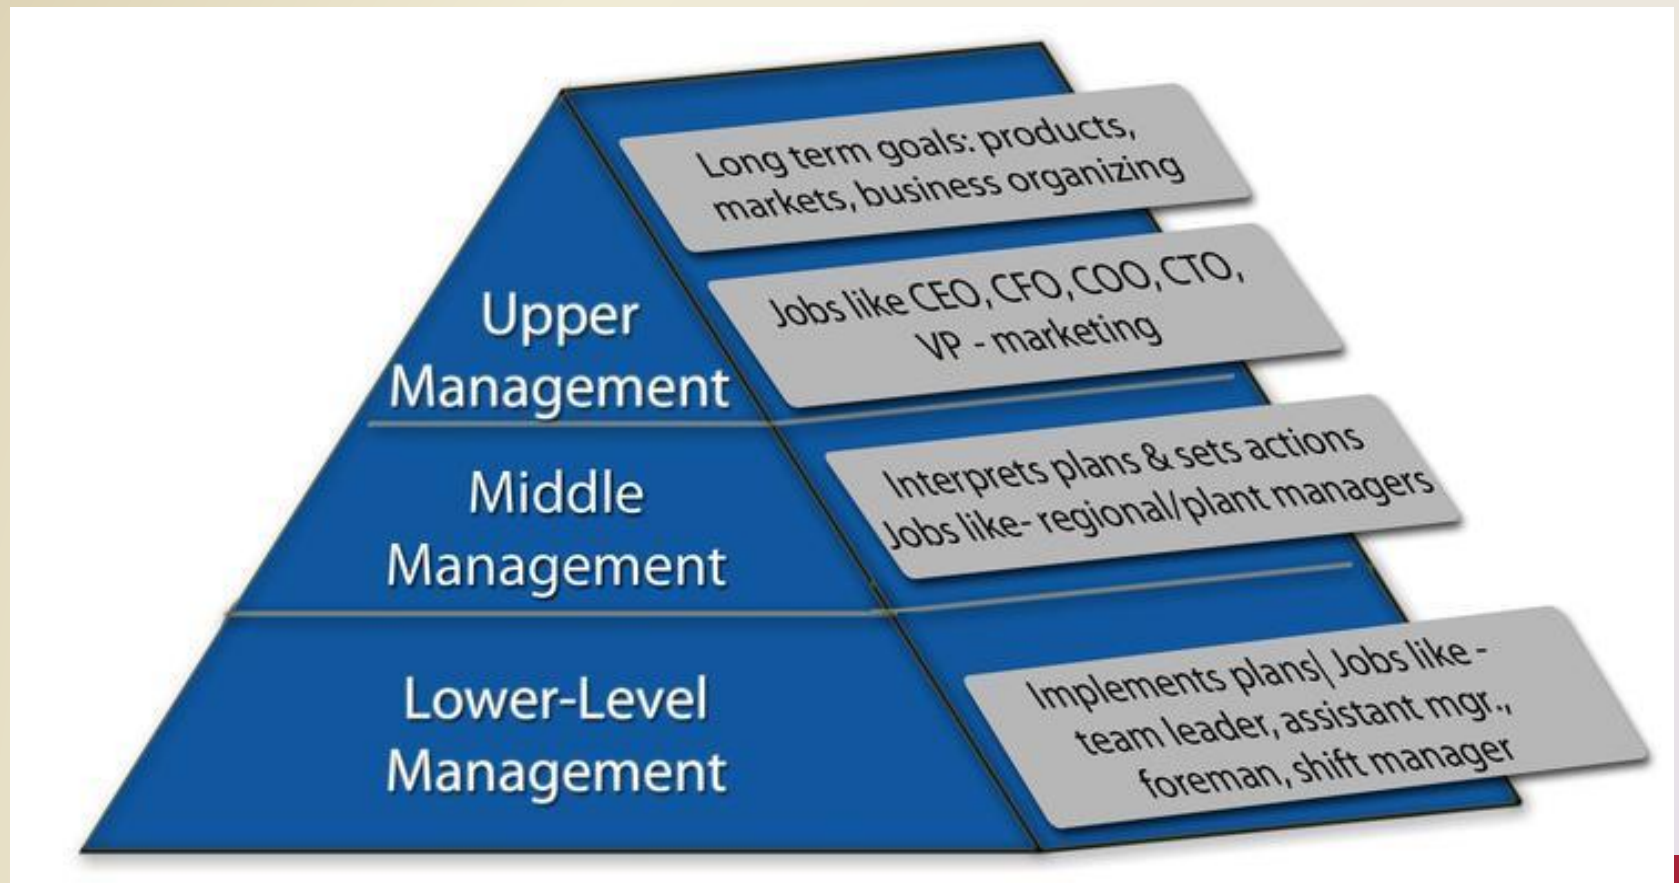 Long term goals: products,
markets, business organizing
Upper
Management
Jobs like CEO, CFO, COO, CTO,
VP - marketing
Middle
Management
Interprets plans & sets actions
Jobs like- regional/plant managers
Lower-Level
Management
Implements plans| Jobs like -
team leader, assistant mgr.,
foreman, shift manager